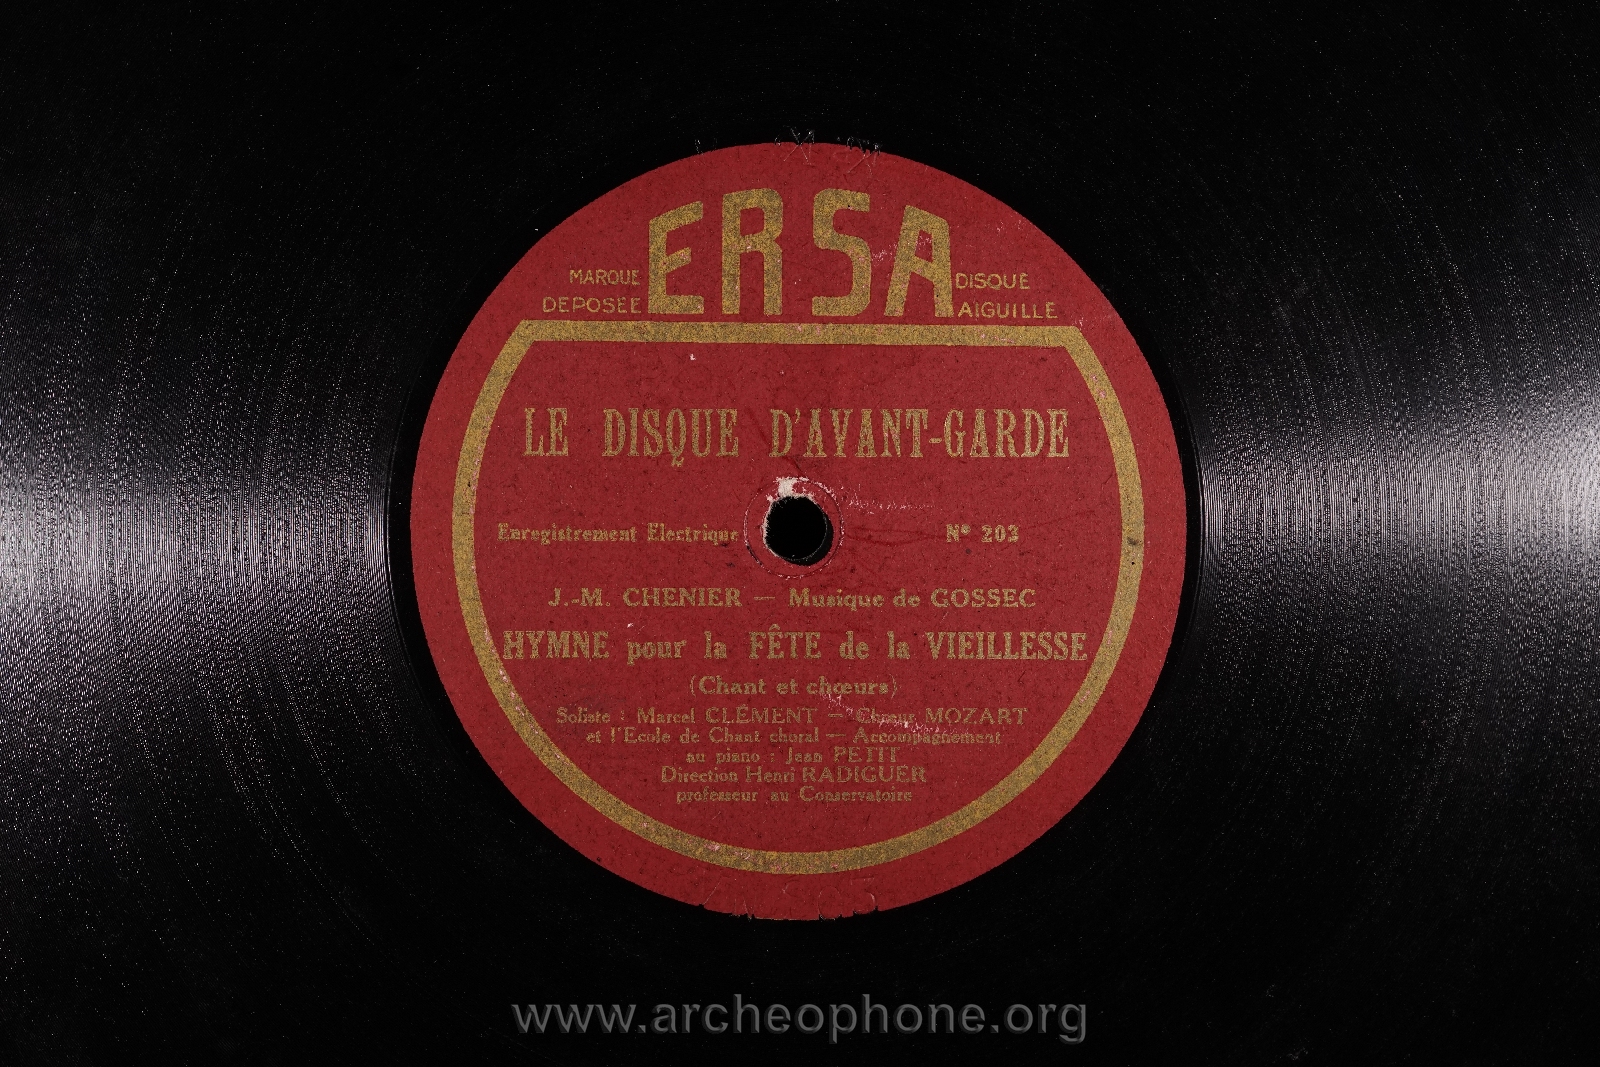 ERSA
MARQUE DEPOSEE
DISQUE AIGUILLE
LE DISQUE D'AVANT-GARDE
Enregistrement Electrique N° 203
J.-M. CHENIER — Musique de GOSSEC
HYMNE pour la FÊTE de la VIEILLESSE
(Chant et chœurs)
Soliste : Marcel CLÉMENT — Chœur MOZART
et l'Ecole de Chant choral — Accompagnement
au piano : Jean PETIT
Direction Henri RADIGUER
professeur au Conservatoire
www.archeophone.org